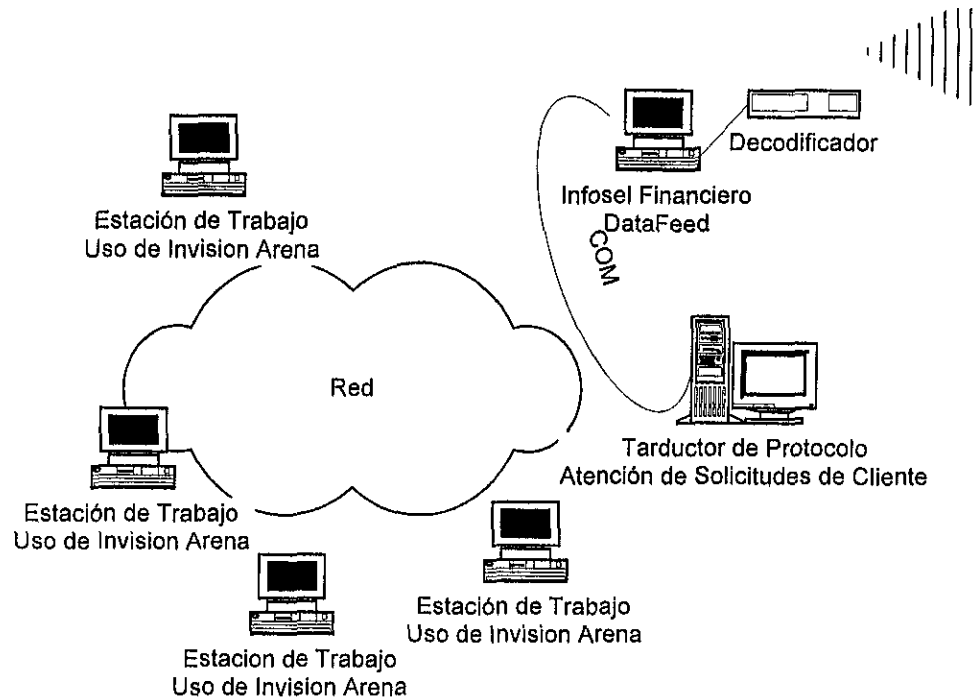 Decodificador
Infosel Financiero
DataFeed
COM
Estación de Trabajo
Uso de Invision Arena
Red
Tarductor de Protocolo
Atención de Solicitudes de Cliente
Estación de Trabajo
Uso de Invision Arena
Estación de Trabajo
Uso de Invision Arena
Estacion de Trabajo
Uso de Invision Arena